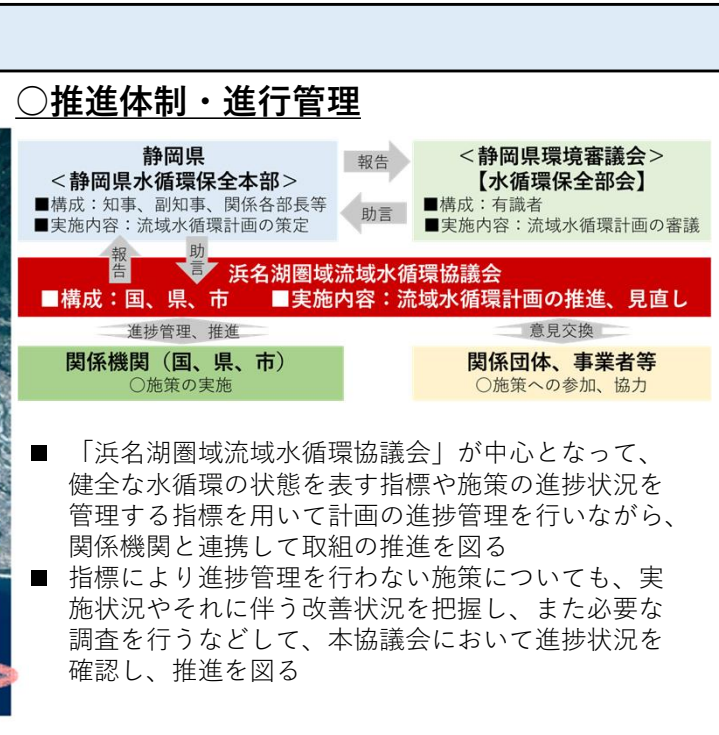 ○推進体制・進行管理
静岡県
＜静岡県水循環保全本部＞
■構成：知事、副知事、関係各部長等
■実施内容：流域水循環計画の策定
報告
助言
＜静岡県環境審議会＞
【水循環保全部会】
■構成：有識者
■実施内容：流域水循環計画の審議
報告
助言
浜名湖圏域流域水循環協議会
■構成：国、県、市　■実施内容：流域水循環計画の推進、見直し
進捗管理、推進
意見交換
関係機関（国、県、市）
○施策の実施
関係団体、事業者等
○施策への参加、協力
■ 「浜名湖圏域流域水循環協議会」が中心となって、
健全な水循環の状態を表す指標や施策の進捗状況を
管理する指標を用いて計画の進捗管理を行いながら、
関係機関と連携して取組の推進を図る
■ 指標により進捗管理を行わない施策についても、実
施状況やそれに伴う改善状況を把握し、また必要な
調査を行うなどして、本協議会において進捗状況を
確認し、推進を図る